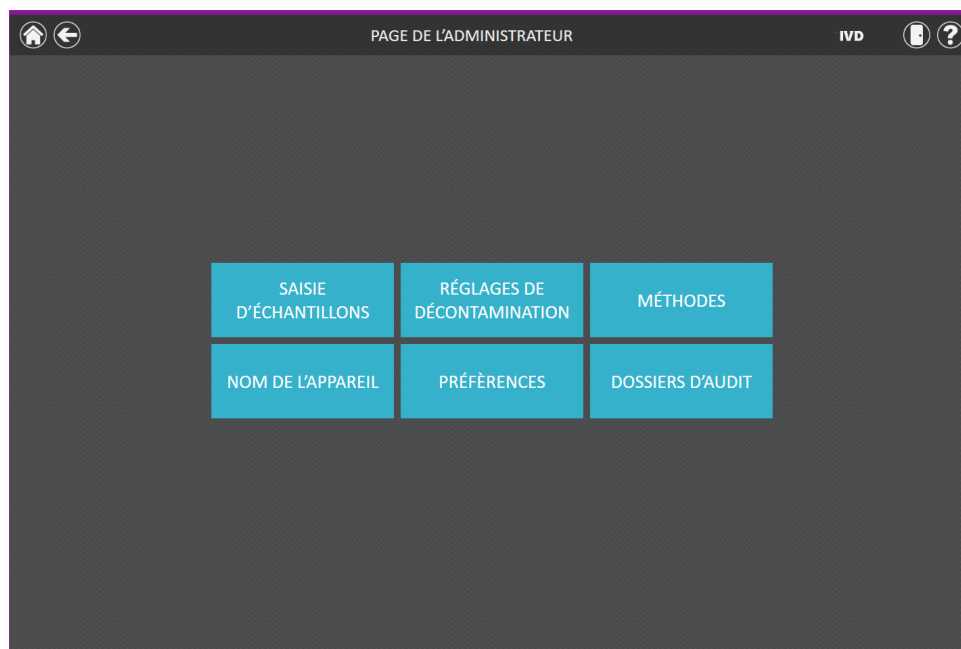 PAGE DE L’ADMINISTRATEUR
IVD
?
SAISIE
D’ÉCHANTILLONS
RÉGLAGES DE
DÉCONTAMINATION
MÉTHODES
NOM DE L’APPAREIL
PRÉFÈRENCES
DOSSIERS D’AUDIT